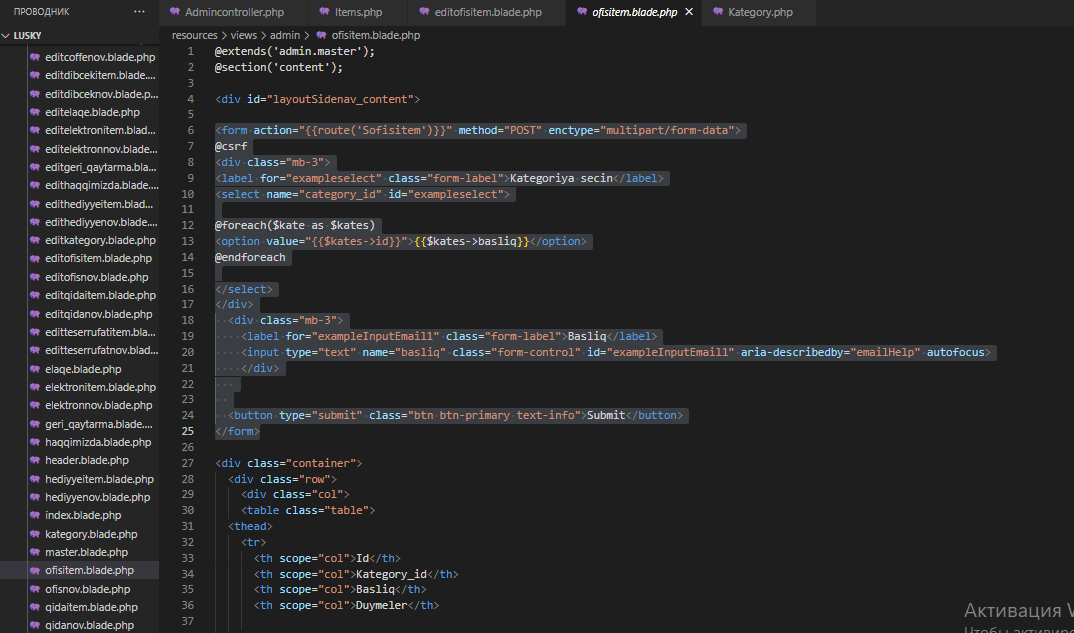 ПРОВОДНИК ···
Admincontroller.php Items.php editofisitem.blade.php ofisitem.blade.php × Kategory.php
LUSKY
resources > views > admin > ofisitem.blade.php
editcoffenov.blade.php
editdibcekitem.blade....
editdibceknov.blade.p...
editelaqe.blade.php
editelektronitem.blad...
editelektronnov.blade...
editgeri_qaytarma.bla...
edithaqqimizda.blade....
edithediyyeitem.blad...
edithediyyenov.blade....
editkategory.blade.php
editofisitem.blade.php
editofisnov.blade.php
editqidaitem.blade.php
editqidanov.blade.php
editteserrufatitem.bla...
editteserrufatnov.blad...
elaqe.blade.php
elektronitem.blade.php
elektronnov.blade.php
geri_qaytarma.blade....
haqqimizda.blade.php
header.blade.php
hediyyeitem.blade.php
hediyyenov.blade.php
index.blade.php
kategory.blade.php
master.blade.php
ofisitem.blade.php
ofisnov.blade.php
qidaitem.blade.php
qidanov.blade.php
1 @extends('admin.master');
2 @section('content');
3
4 <div id="layoutSidenav_content">
5
6 <form action="{{route('Sofisitem')}}" method="POST" enctype="multipart/form-data">
7 @csrf
8 <div class="mb-3">
9 <label for="exampleselect" class="form-label">Kategoriya secin</label>
10 <select name="category_id" id="exampleselect">
11
12 @foreach($kate as $kates)
13 <option value="{{$kates->id}}">{{$kates->basliq}}</option>
14 @endforeach
15
16 </select>
17 </div>
18 <div class="mb-3">
19 <label for="exampleInputEmail1" class="form-label">Basliq</label>
20 <input type="text" name="basliq" class="form-control" id="exampleInputEmail1" aria-describedby="emailHelp" autofocus>
21 </div>
22
23
24 <button type="submit" class="btn btn-primary text-info">Submit</button>
25 </form>
26
27 <div class="container">
28 <div class="row">
29 <div class="col">
30 <table class="table">
31 <thead>
32 <tr>
33 <th scope="col">Id</th>
34 <th scope="col">Kategory_id</th>
35 <th scope="col">Basliq</th>
36 <th scope="col">Duymeler</th>
37
Активация